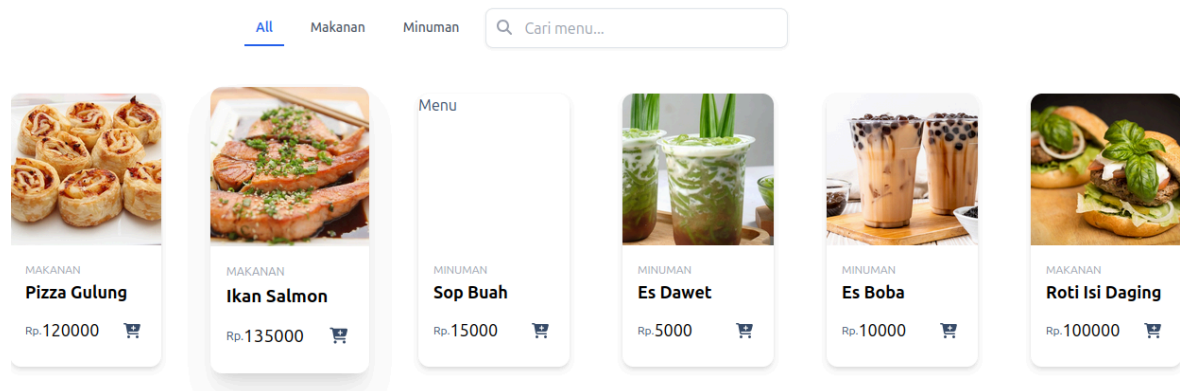 All Makanan Minuman Cari menu...
Menu
MAKANAN
Pizza Gulung
Rp.120000
MAKANAN
Ikan Salmon
Rp.135000
MINUMAN
Sop Buah
Rp.15000
MINUMAN
Es Dawet
Rp.5000
MINUMAN
Es Boba
Rp.10000
MAKANAN
Roti Isi Daging
Rp.100000